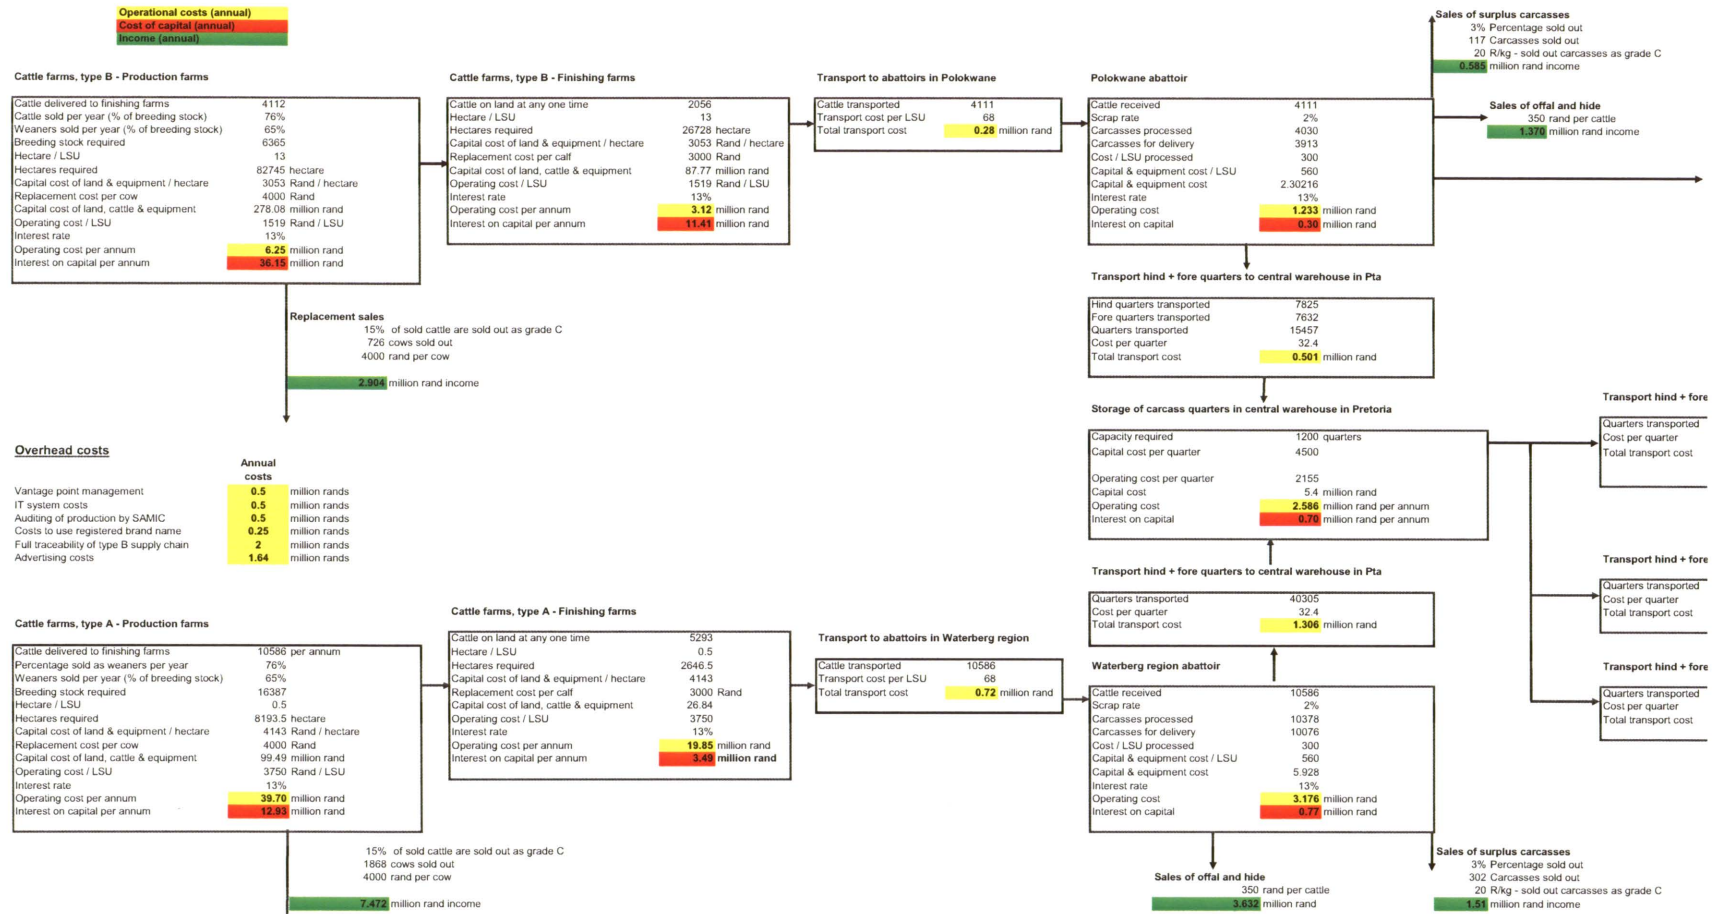 Operational costs (annual)
Cost of capital (annual)
Income (annual)
Cattle farms, type B - Production farms
Cattle delivered to finishing farms 4112
Cattle sold per year (% of breeding stock) 76%
Weaners sold per year (% of breeding stock) 65%
Breeding stock required 6365
Hectare / LSU 13
Hectares required 82745 hectare
Capital cost of land & equipment / hectare 3053 Rand / hectare
Replacement cost per cow 4000 Rand
Capital cost of land, cattle & equipment 278.08 million rand
Operating cost / LSU 1519 Rand / LSU
Interest rate 13%
Operating cost per annum 6.25 million rand
Interest on capital per annum 36.15 million rand
Cattle farms, type B - Finishing farms
Cattle on land at any one time 2056
Hectare / LSU 13
Hectares required 26728 hectare
Capital cost of land & equipment / hectare 3053 Rand / hectare
Replacement cost per calf 3000 Rand
Capital cost of land, cattle & equipment 87.77 million rand
Operating cost / LSU 1519 Rand / LSU
Interest rate 13%
Operating cost per annum 3.12 million rand
Interest on capital per annum 11.41 million rand
Transport to abattoirs in Polokwane
Cattle transported 4111
Transport cost per LSU 68
Total transport cost 0.28 million rand
Polokwane abattoir
Cattle received 4111
Scrap rate 2%
Carcasses processed 4030
Carcasses for delivery 3913
Cost / LSU processed 300
Capital & equipment cost / LSU 560
Capital & equipment cost 2.30216
Interest rate 13%
Operating cost 1.233 million rand
Interest on capital 0.30 million rand
Sales of surplus carcasses
3% Percentage sold out
117 Carcasses sold out
20 R/kg - sold out carcasses as grade C
0.585 million rand income
Sales of offal and hide
350 rand per cattle
1.370 million rand income
Replacement sales
15% of sold cattle are sold out as grade C
726 cows sold out
4000 rand per cow
2.904 million rand income
Transport hind + fore quarters to central warehouse in Pta
Hind quarters transported 7825
Fore quarters transported 7632
Quarters transported 15457
Cost per quarter 32.4
Total transport cost 0.501 million rand
Storage of carcass quarters in central warehouse in Pretoria
Capacity required 1200 quarters
Capital cost per quarter 4500
Operating cost per quarter 2155
Capital cost 5.4 million rand
Operating cost 2.586 million rand per annum
Interest on capital 0.70 million rand per annum
Transport hind + fore
Quarters transported
Cost per quarter
Total transport cost
Overhead costs
Annual
costs
Vantage point management 0.5 million rands
IT system costs 0.5 million rands
Auditing of production by SAMIC 0.5 million rands
Costs to use registered brand name 0.25 million rands
Full traceability of type B supply chain 2 million rands
Advertising costs 1.64 million rands
Transport hind + fore quarters to central warehouse in Pta
Quarters transported 40305
Cost per quarter 32.4
Total transport cost 1.306 million rand
Transport hind + fore
Quarters transported
Cost per quarter
Total transport cost
Cattle farms, type A - Production farms
Cattle delivered to finishing farms 10586 per annum
Percentage sold as weaners per year 76%
Weaners sold per year (% of breeding stock) 65%
Breeding stock required 16387
Hectare / LSU 0.5
Hectares required 8193.5 hectare
Capital cost of land & equipment / hectare 4143 Rand / hectare
Replacement cost per cow 4000 Rand
Capital cost of land, cattle & equipment 99.49 million rand
Operating cost / LSU 3750 Rand / LSU
Interest rate 13%
Operating cost per annum 39.70 million rand
Interest on capital per annum 12.93 million rand
Cattle farms, type A - Finishing farms
Cattle on land at any one time 5293
Hectare / LSU 0.5
Hectares required 2646.5
Capital cost of land & equipment / hectare 4143
Replacement cost per calf 3000 Rand
Capital cost of land, cattle & equipment 26.84
Operating cost / LSU 3750
Interest rate 13%
Operating cost per annum 19.85 million rand
Interest on capital per annum 3.49 million rand
Transport to abattoirs in Waterberg region
Cattle transported 10586
Transport cost per LSU 68
Total transport cost 0.72 million rand
Waterberg region abattoir
Cattle received 10586
Scrap rate 2%
Carcasses processed 10378
Carcasses for delivery 10076
Cost / LSU processed 300
Capital & equipment cost / LSU 560
Capital & equipment cost 5.928
Interest rate 13%
Operating cost 3.176 million rand
Interest on capital 0.77 million rand
Transport hind + fore
Quarters transported
Cost per quarter
Total transport cost
15% of sold cattle are sold out as grade C
1868 cows sold out
4000 rand per cow
7.472 million rand income
Sales of offal and hide
350 rand per cattle
3.632 million rand
Sales of surplus carcasses
3% Percentage sold out
302 Carcasses sold out
20 R/kg - sold out carcasses as grade C
1.51 million rand income